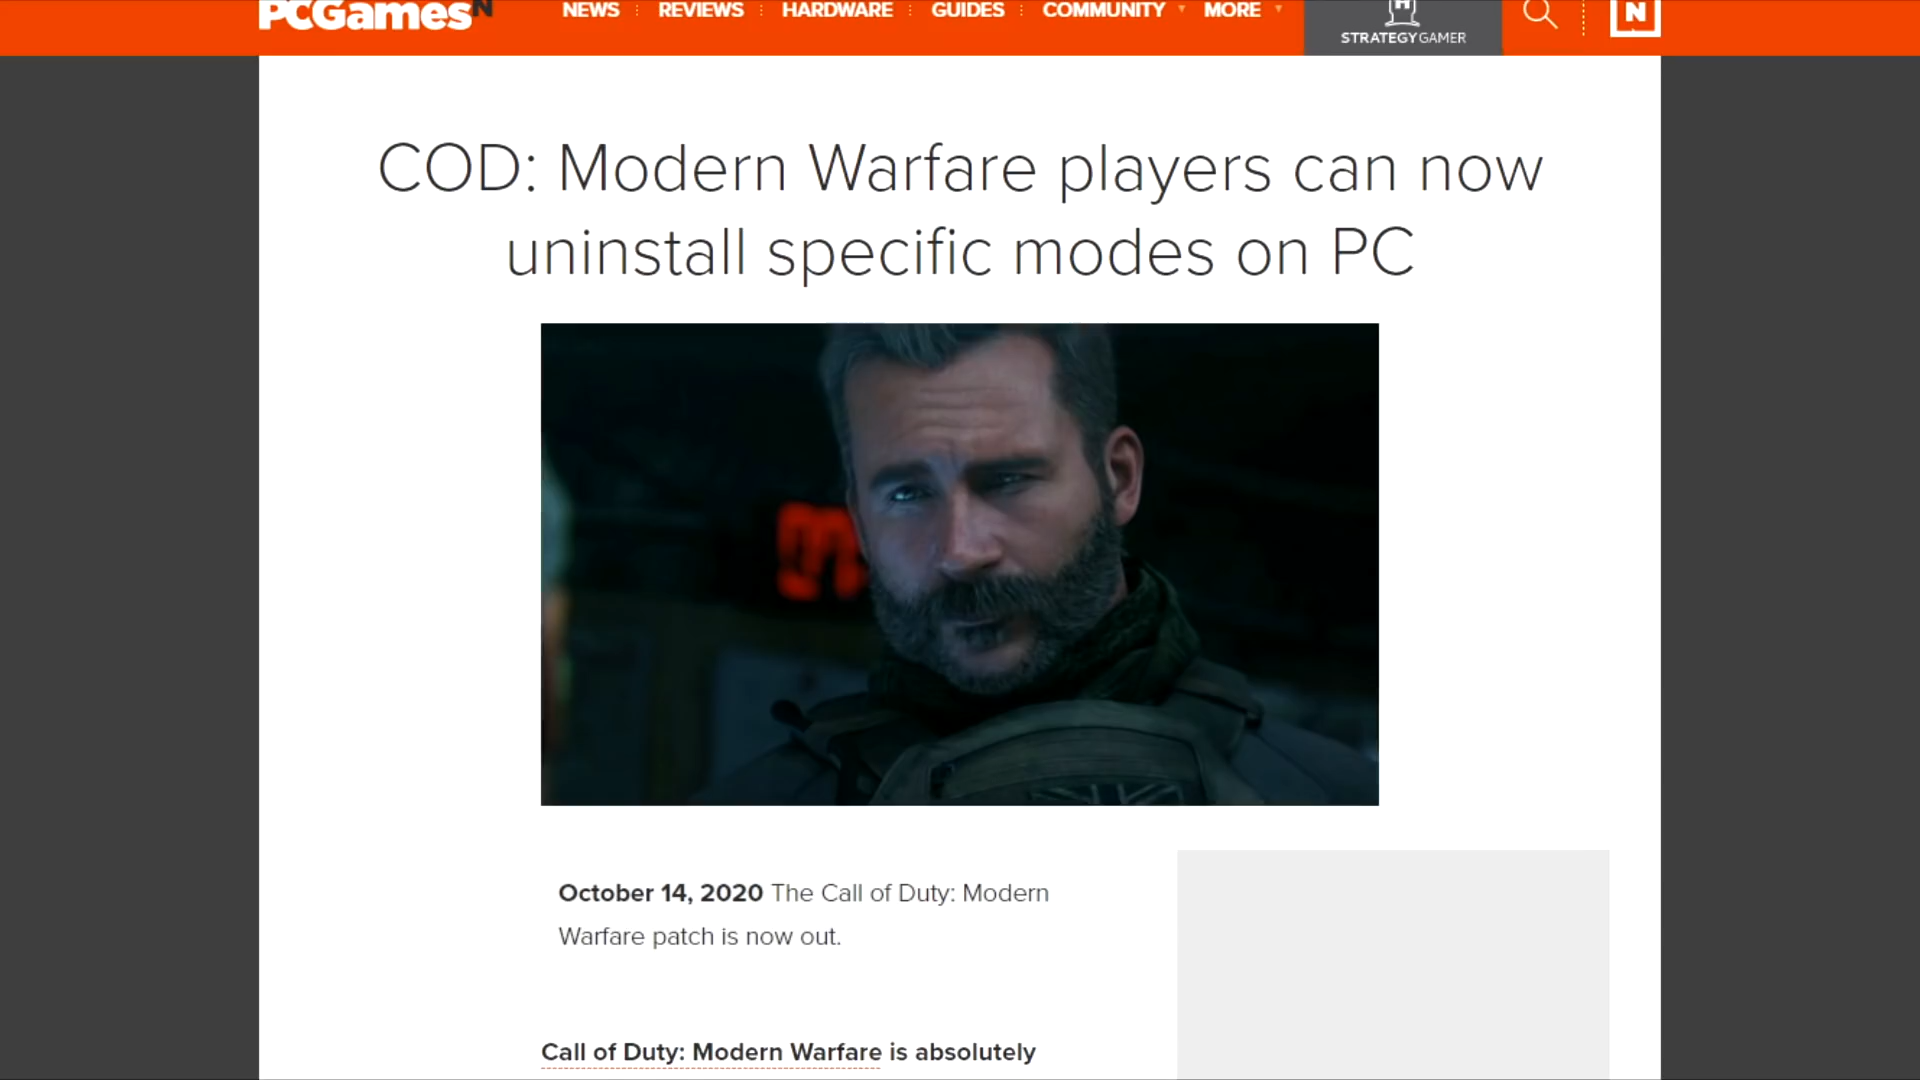 PCGamesN
NEWS
REVIEWS
HARDWARE
GUIDES
COMMUNITY
MORE
H
STRATEGYGAMER
N
COD: Modern Warfare players can now
uninstall specific modes on PC
October 14, 2020 The Call of Duty: Modern
Warfare patch is now out.
Call of Duty: Modern Warfare is absolutely